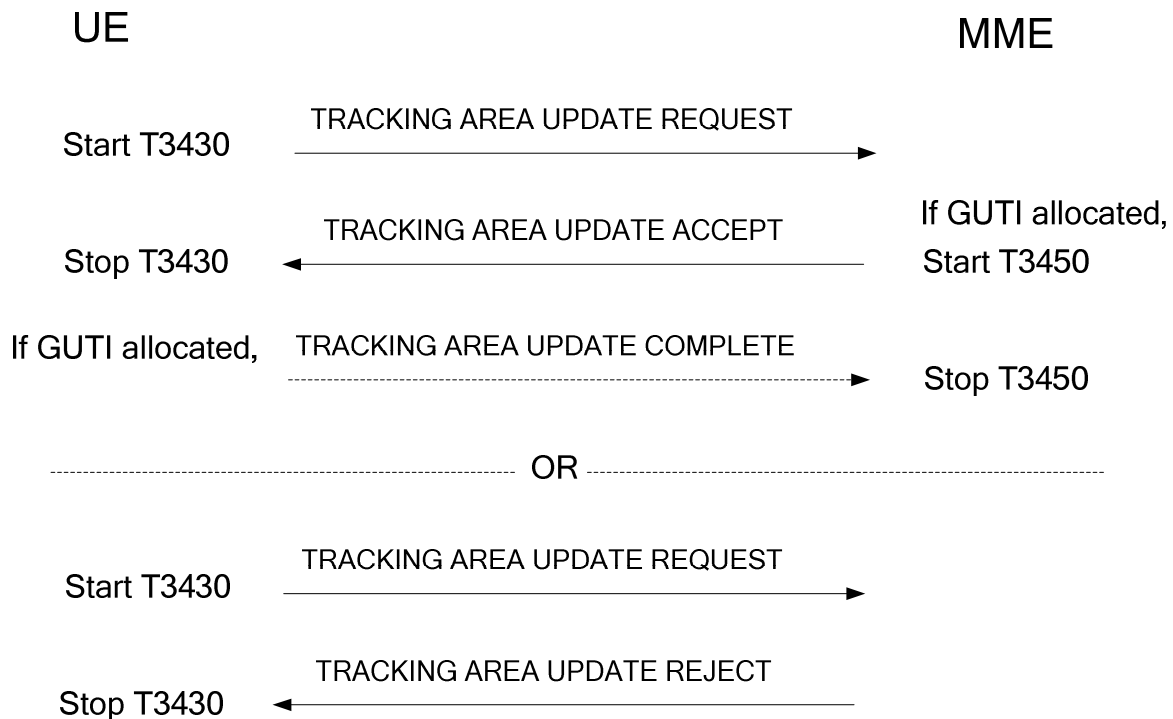 UE
MME
TRACKING AREA UPDATE REQUEST
Start T3430
If GUTI allocated,
TRACKING AREA UPDATE ACCEPT
Stop T3430
Start T3450
If GUTI allocated,
TRACKING AREA UPDATE COMPLETE
Stop T3450
OR
TRACKING AREA UPDATE REQUEST
Start T3430
TRACKING AREA UPDATE REJECT
Stop T3430